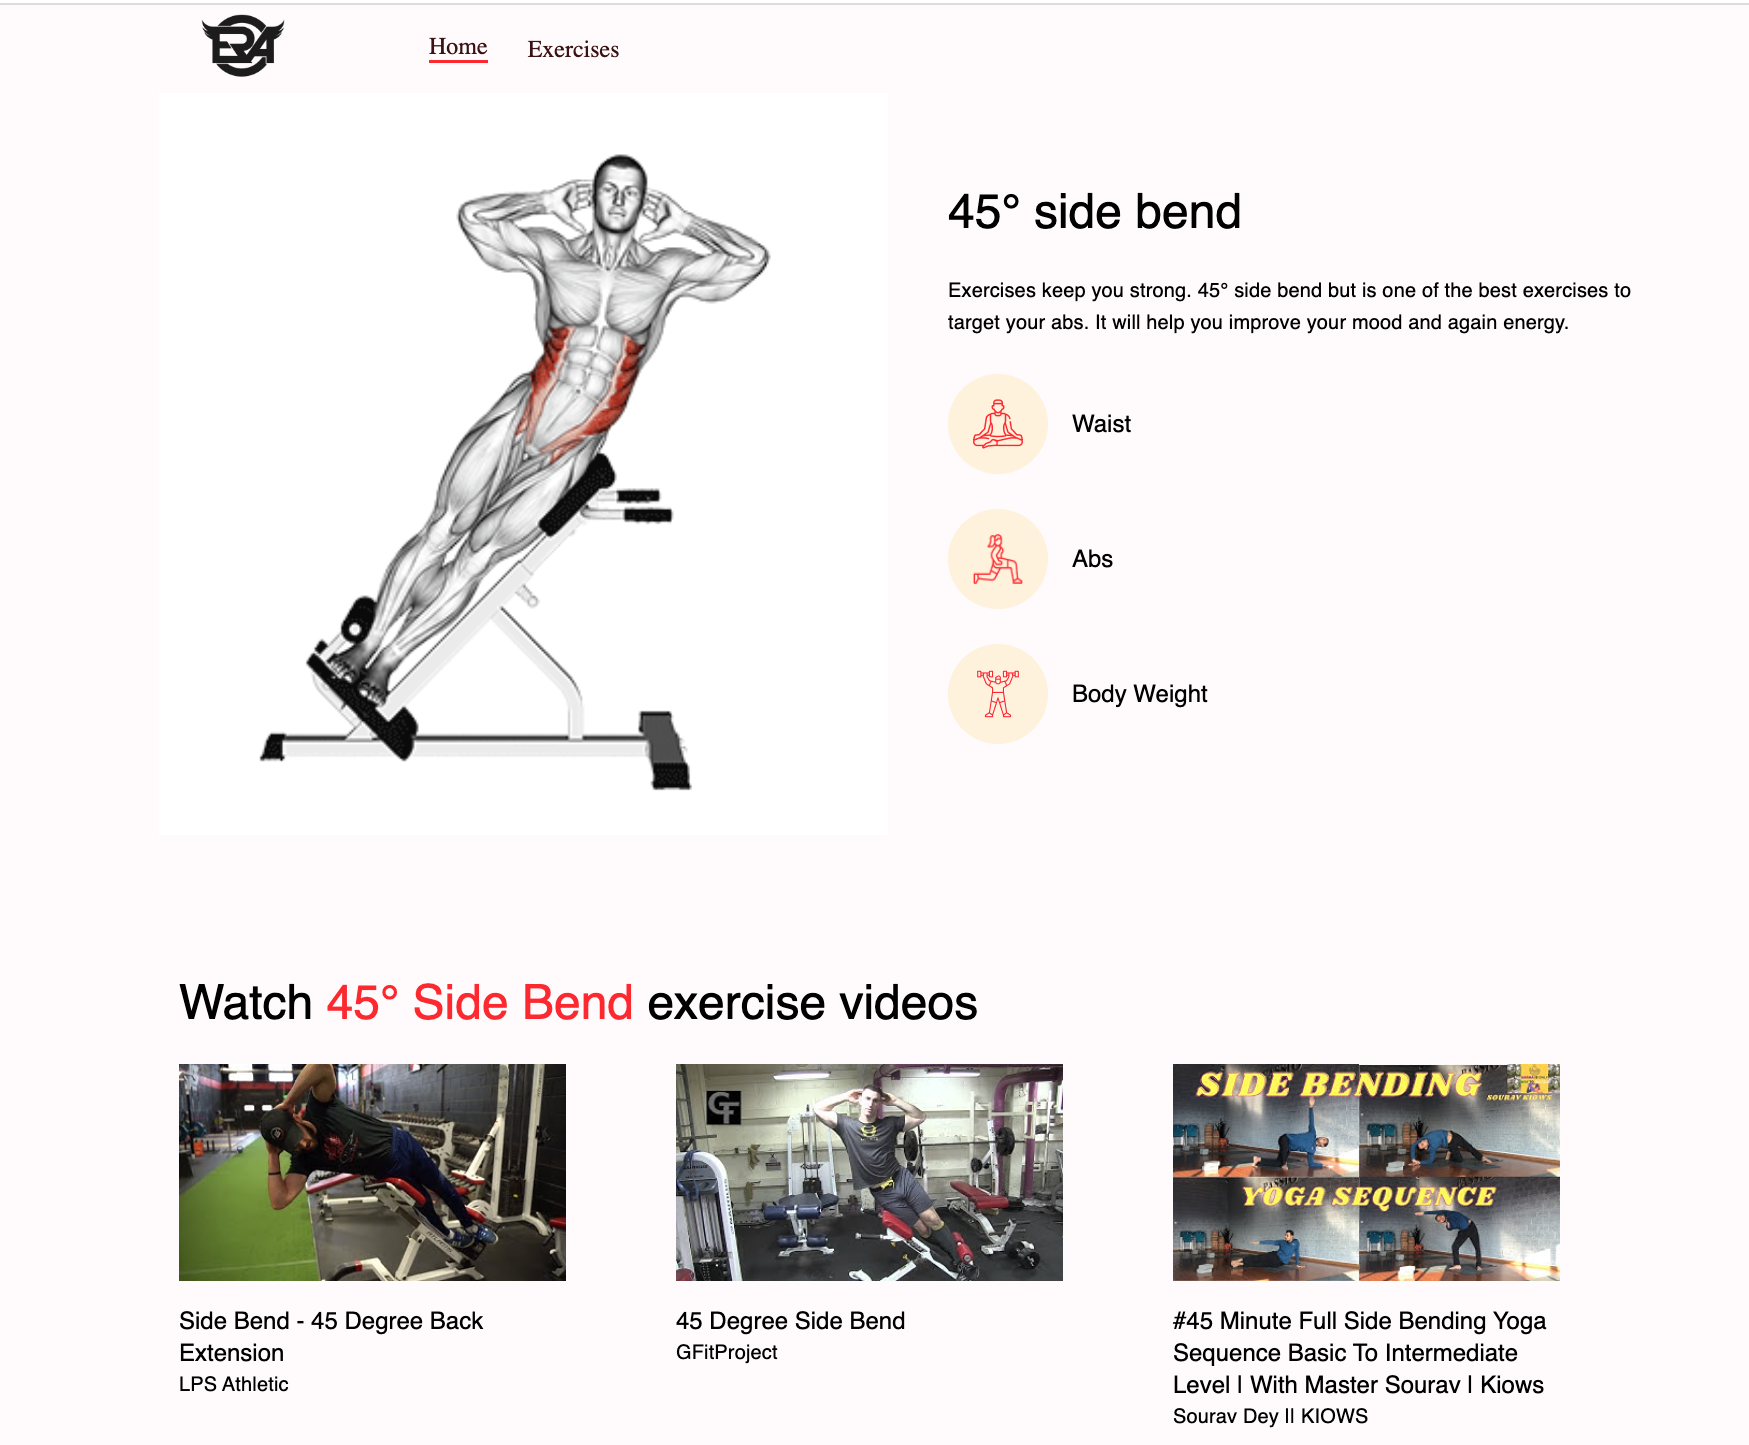 ERA
Home
Exercises
45° side bend
Exercises keep you strong. 45° side bend but is one of the best exercises to
target your abs. It will help you improve your mood and again energy.
Waist
Abs
Body Weight
Watch 45° Side Bend exercise videos
GF
SIDE BENDING
SOURAV KIOWS
YOGA SEQUENCE
Side Bend - 45 Degree Back
Extension
LPS Athletic
45 Degree Side Bend
GFitProject
#45 Minute Full Side Bending Yoga
Sequence Basic To Intermediate
Level | With Master Sourav | Kiows
Sourav Dey || KIOWS